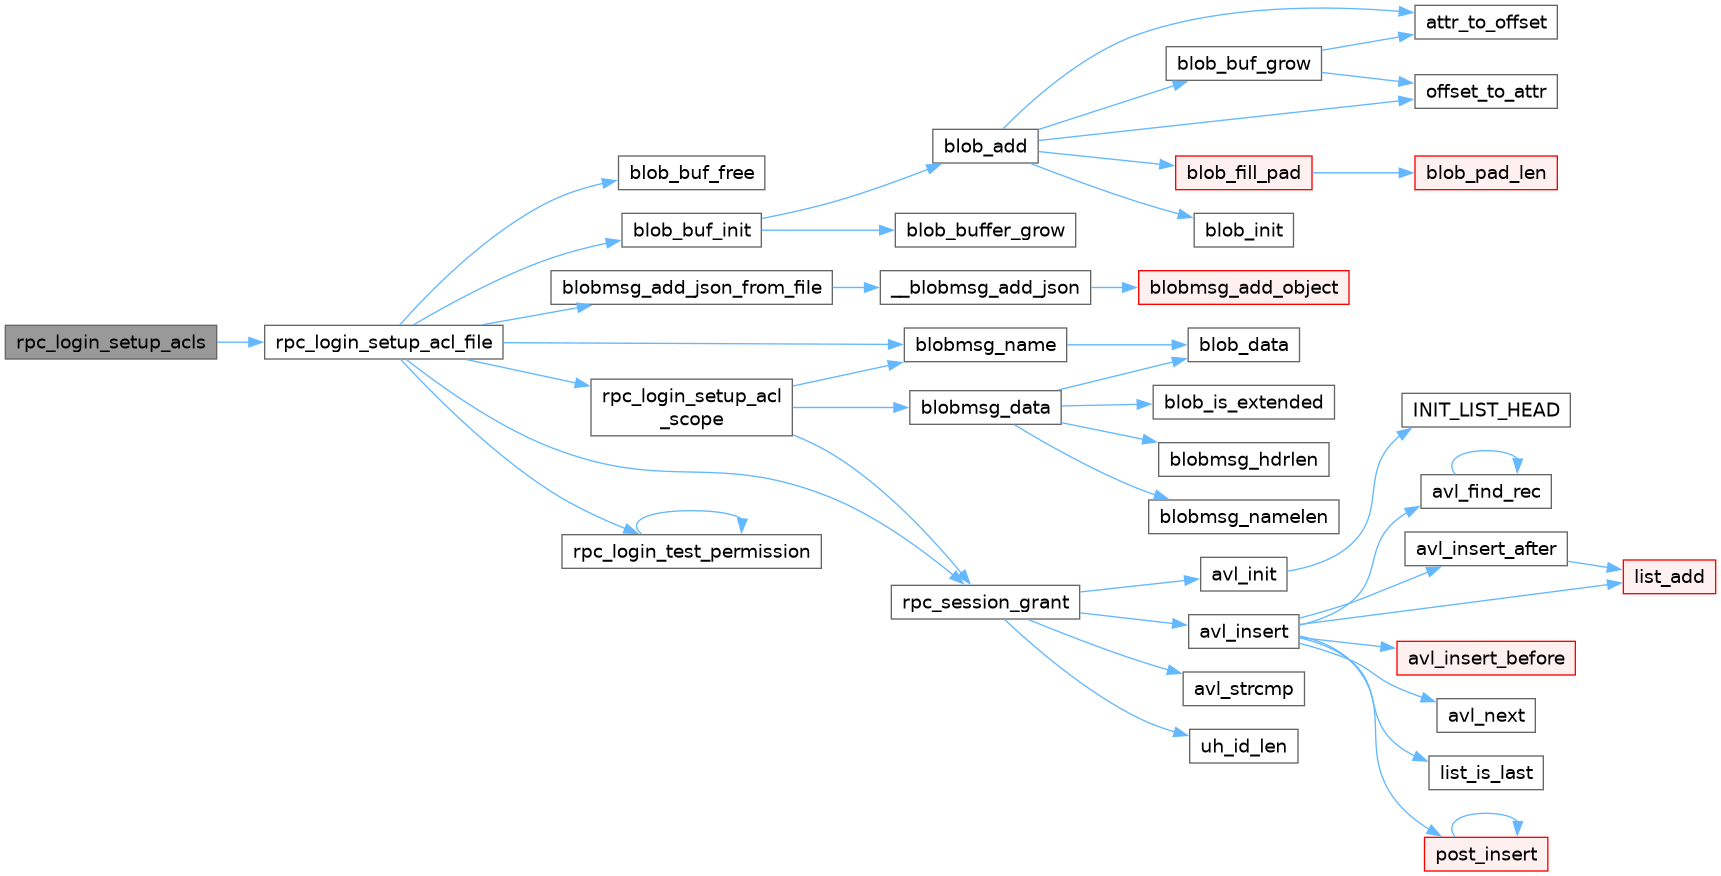 attr_to_offset
blob_buf_grow
offset_to_attr
blob_add
blob_buf_free
blob_fill_pad
blob_pad_len
blob_buf_init
blob_buffer_grow
blob_init
blobmsg_add_json_from_file
__blobmsg_add_json
blobmsg_add_object
rpc_login_setup_acls
rpc_login_setup_acl_file
blobmsg_name
blob_data
rpc_login_setup_acl
_scope
blobmsg_data
blob_is_extended
INIT_LIST_HEAD
blobmsg_hdrlen
avl_find_rec
blobmsg_namelen
rpc_login_test_permission
avl_insert_after
avl_init
list_add
rpc_session_grant
avl_insert
avl_insert_before
avl_strcmp
avl_next
uh_id_len
list_is_last
post_insert